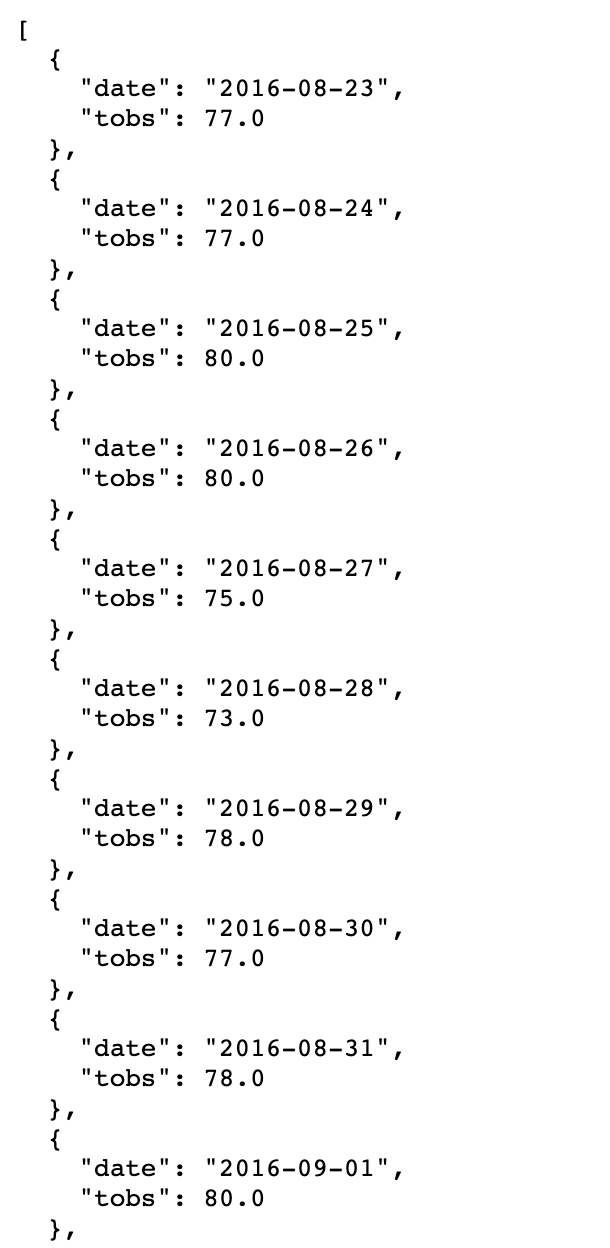 [
  {
    "date": "2016-08-23",
    "tobs": 77.0
  },
  {
    "date": "2016-08-24",
    "tobs": 77.0
  },
  {
    "date": "2016-08-25",
    "tobs": 80.0
  },
  {
    "date": "2016-08-26",
    "tobs": 80.0
  },
  {
    "date": "2016-08-27",
    "tobs": 75.0
  },
  {
    "date": "2016-08-28",
    "tobs": 73.0
  },
  {
    "date": "2016-08-29",
    "tobs": 78.0
  },
  {
    "date": "2016-08-30",
    "tobs": 77.0
  },
  {
    "date": "2016-08-31",
    "tobs": 78.0
  },
  {
    "date": "2016-09-01",
    "tobs": 80.0
  },